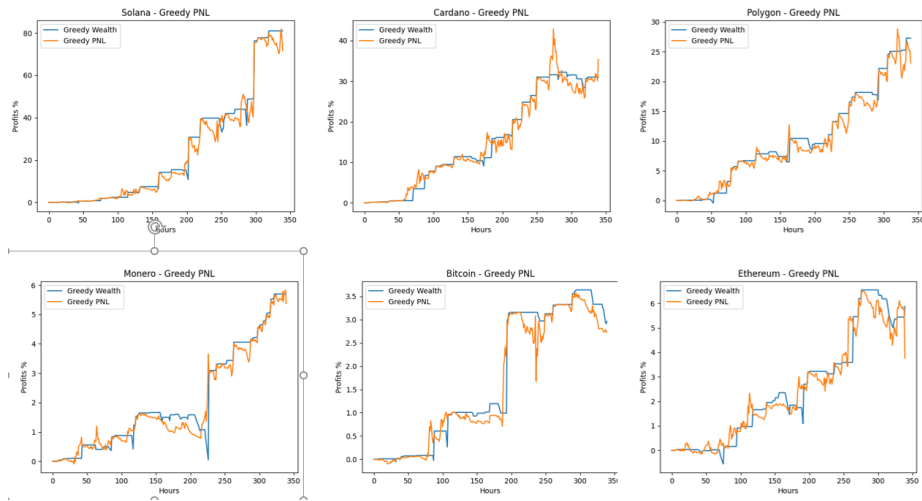 Solana - Greedy PNL
Greedy Wealth
Greedy PNL
Profits %
80
60
40
20
0
0 50 100 150 200 250 300 350
Hours
Cardano - Greedy PNL
Greedy Wealth
Greedy PNL
Profits %
40
30
20
10
0
0 50 100 150 200 250 300 350
Hours
Polygon - Greedy PNL
Greedy Wealth
Greedy PNL
Profits %
30
25
20
15
10
5
0
0 50 100 150 200 250 300 350
Hours
Monero - Greedy PNL
Greedy Wealth
Greedy PNL
Profits %
6
5
4
3
2
1
0
0 50 100 150 200 250 300 350
Hours
Bitcoin - Greedy PNL
Greedy Wealth
Greedy PNL
Profits %
3.5
3.0
2.5
2.0
1.5
1.0
0.5
0.0
0 50 100 150 200 250 300 350
Hours
Ethereum - Greedy PNL
Greedy Wealth
Greedy PNL
Profits %
6
5
4
3
2
1
0
0 50 100 150 200 250 300 350
Hours